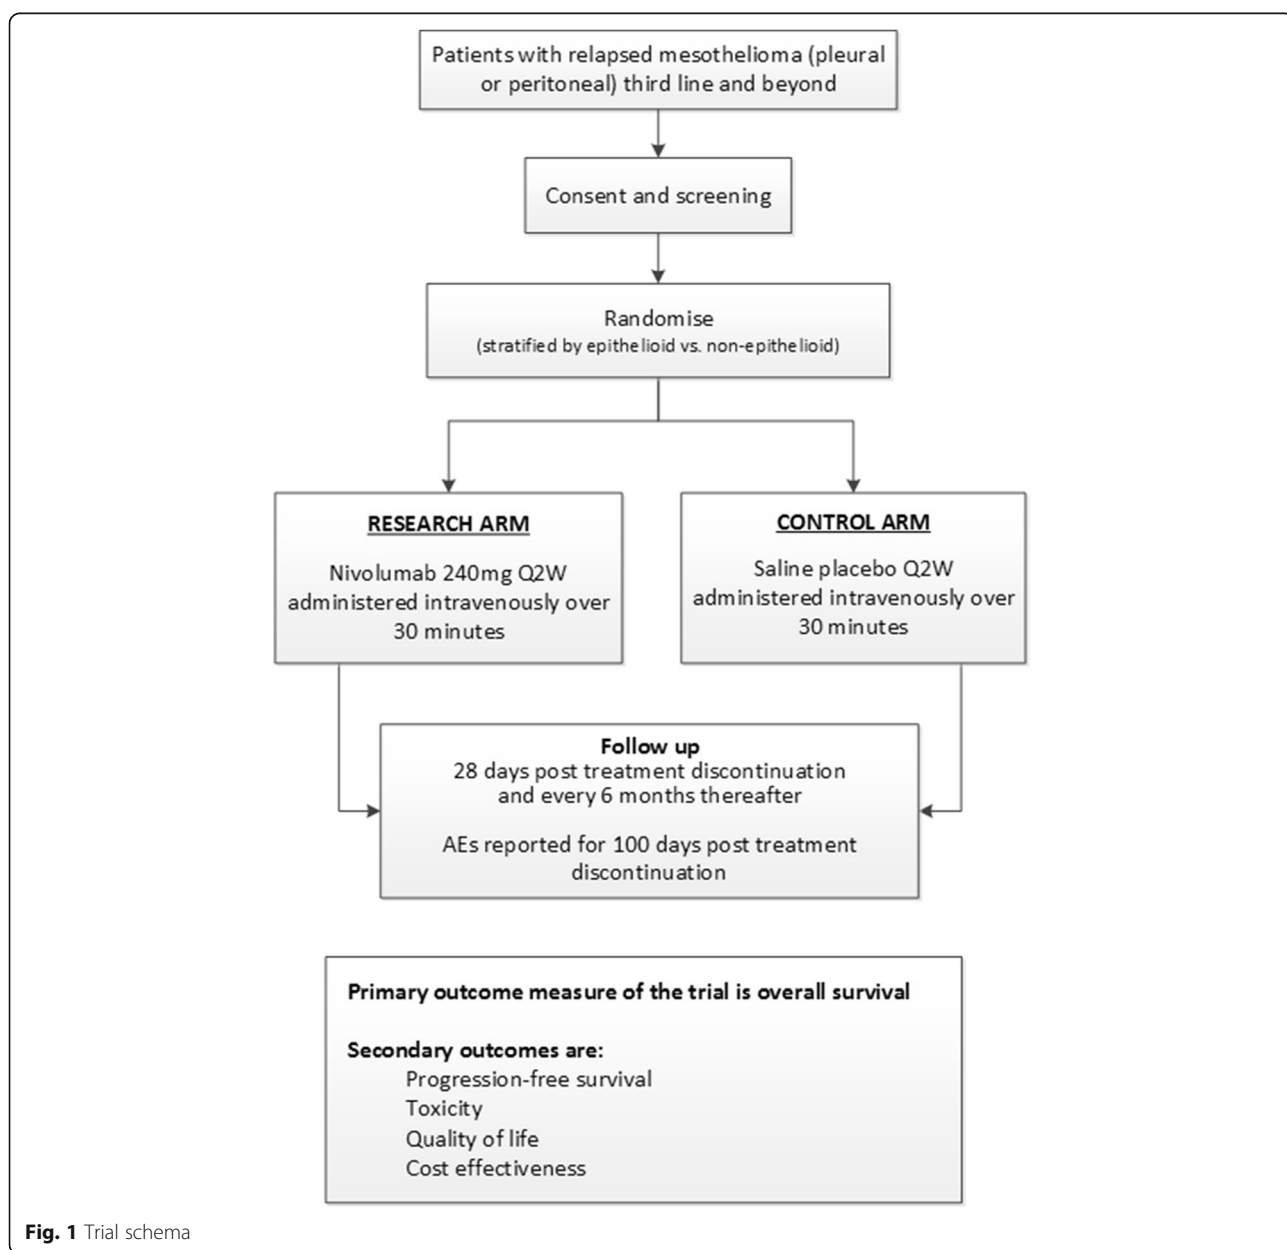 Patients with relapsed mesothelioma (pleural
or peritoneal) third line and beyond
Consent and screening
Randomise
(stratified by epithelioid vs. non-epithelioid)
RESEARCH ARM
Nivolumab 240mg Q2W
administered intravenously over
30 minutes
CONTROL ARM
Saline placebo Q2W
administered intravenously over
30 minutes
Follow up
28 days post treatment discontinuation
and every 6 months thereafter
AEs reported for 100 days post treatment
discontinuation
Primary outcome measure of the trial is overall survival
Secondary outcomes are:
Progression-free survival
Toxicity
Quality of life
Cost effectiveness
Fig. 1 Trial schema